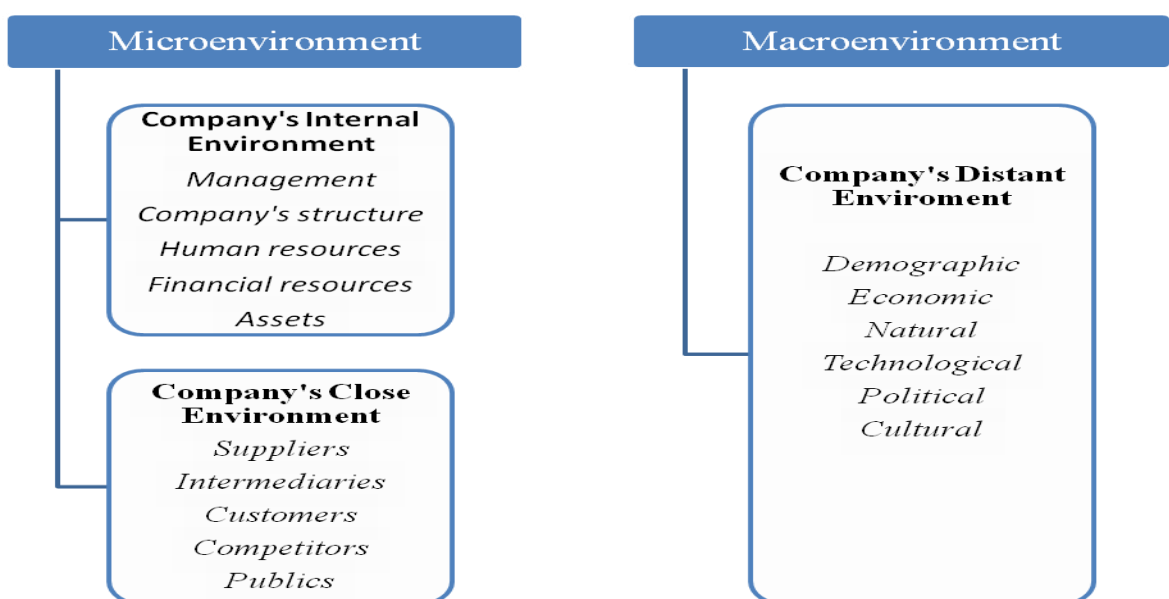 Microenvironment
Company's Internal
Environment
Management
Company's structure
Human resources
Financial resources
Assets
Company's Close
Environment
Suppliers
Intermediaries
Customers
Competitors
Publics
Macroenvironment
Company's Distant
Enviroment
Demographic
Economic
Natural
Technological
Political
Cultural